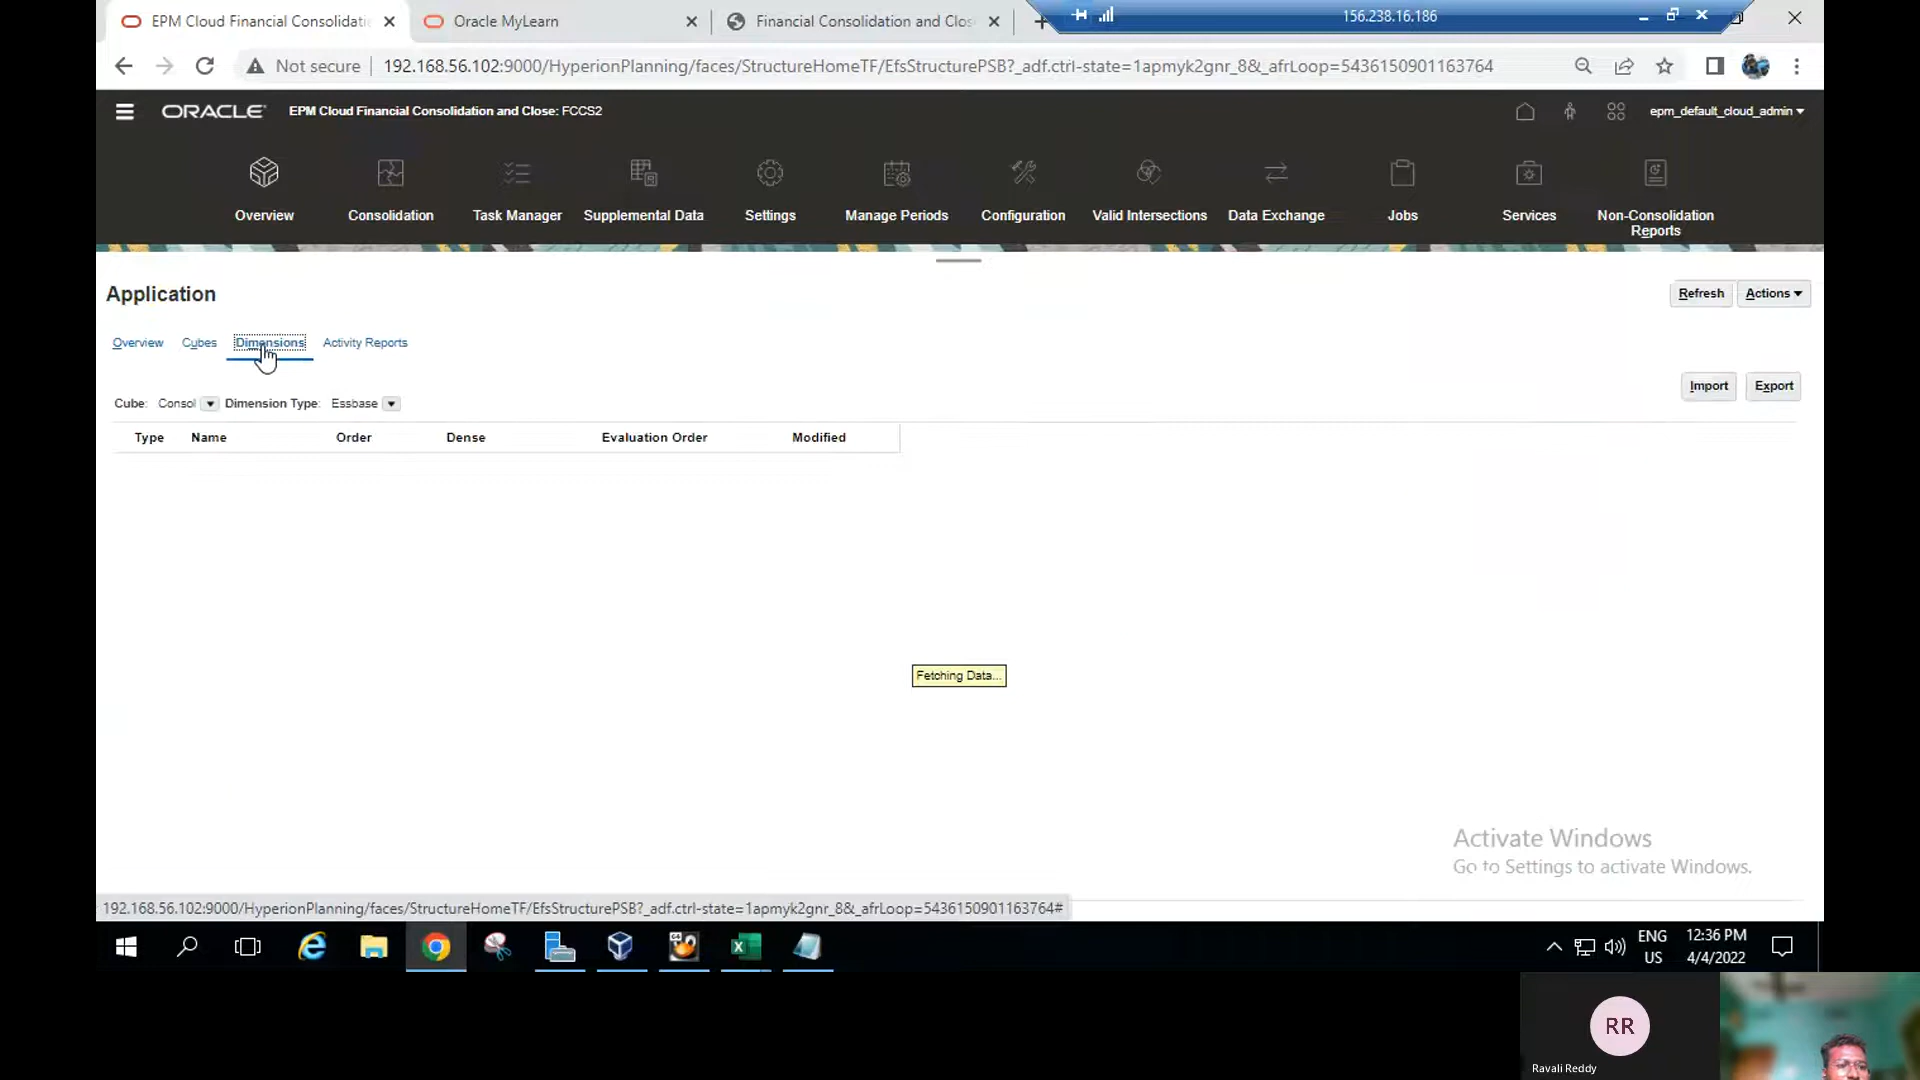 EPM Cloud Financial Consolidati
Oracle MyLearn
Financial Consolidation and Clos
156.238.16.186
Not secure
192.168.56.102:9000/HyperionPlanning/faces/StructureHomeTF/EfsStructurePSB?_adf.ctrl-state=1apmyk2gnr_8&_afrLoop=5436150901163764
ORACLE
EPM Cloud Financial Consolidation and Close: FCCS2
epm_default_cloud_admin
Overview
Consolidation
Task Manager
Supplemental Data
Settings
Manage Periods
Configuration
Valid Intersections
Data Exchange
Jobs
Services
Non-Consolidation
Reports
Application
Refresh
Actions
Overview
Cubes
Dimensions
Activity Reports
Import
Export
Cube: Consol
Dimension Type: Essbase
Type Name Order Dense Evaluation Order Modified
Fetching Data...
Activate Windows
Go to Settings to activate Windows.
192.168.56.102:9000/HyperionPlanning/faces/StructureHomeTF/EfsStructurePSB?_adf.ctrl-state=1apmyk2gnr_8&_afrLoop=5436150901163764#
ENG
US
12:36 PM
4/4/2022
RR
Ravali Reddy